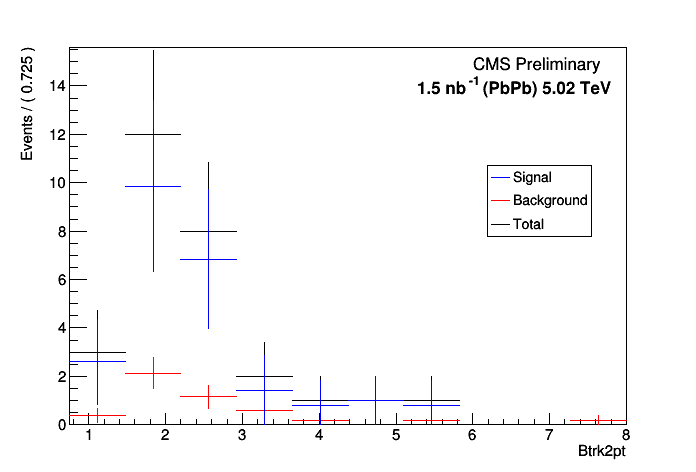 CMS Preliminary
1.5 nb⁻¹ (PbPb) 5.02 TeV
Events / ( 0.725 )
14
12
10
8
6
4
2
0
Signal
Background
Total
1 2 3 4 5 6 7 8
Btrk2pt